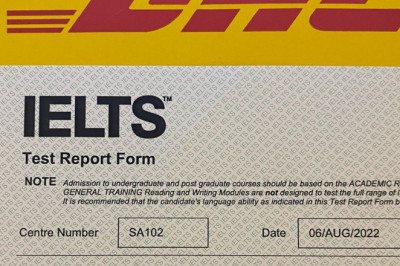 DHL
IELTS™
Test Report Form
NOTE Admission to undergraduate and post graduate courses should be based on the ACADEMIC R
GENERAL TRAINING Reading and Writing Modules are not designed to test the full range of l
It is recommended that the candidate's language ability as indicated in this Test Report Form b
Centre Number SA102 Date 06/AUG/2022